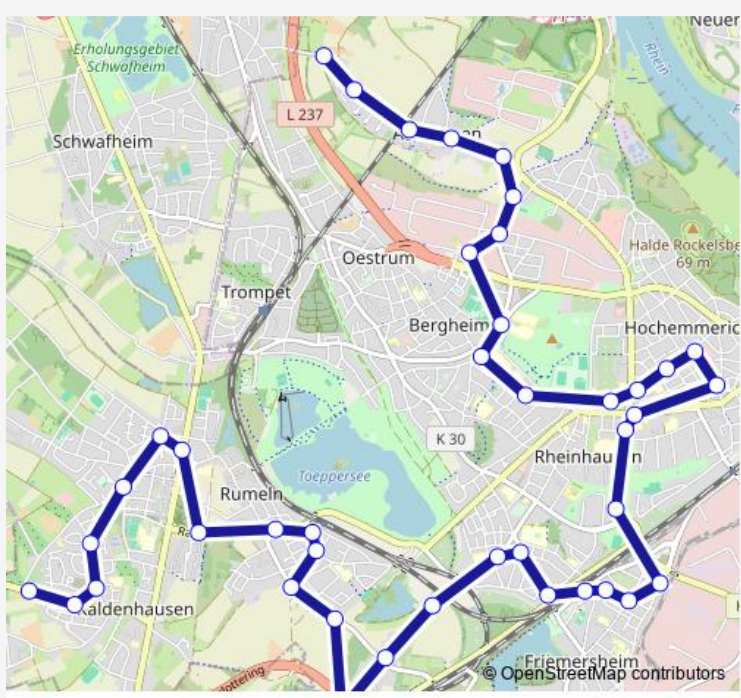 Neuen
Erholungsgebiet
Schwafheim
Rhein
L 237
Schwafheim
Halde Rockelsbe
69 m
Oestrum
Trompet
Bergheim
Hochemmeric
K 30
Rheinhau n
Toeppersee
Rumeln
Kaldenhausen
Friemersheim
© OpenStreetMap contributors